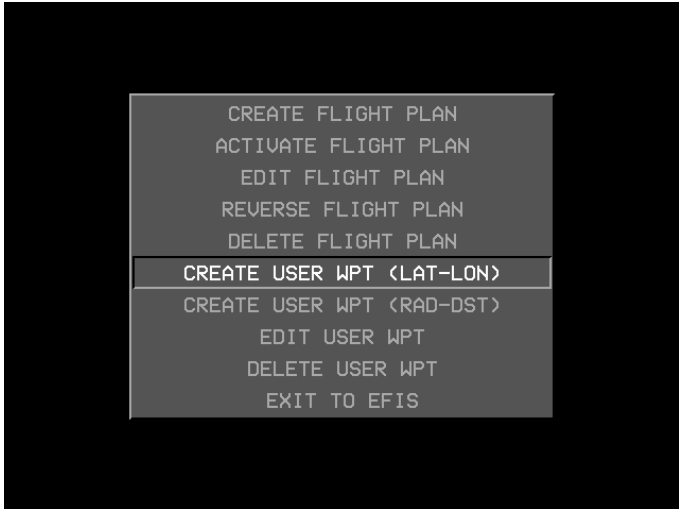 CREATE FLIGHT PLAN
ACTIVATE FLIGHT PLAN
EDIT FLIGHT PLAN
REVERSE FLIGHT PLAN
DELETE FLIGHT PLAN
CREATE USER WPT (LAT-LON)
CREATE USER WPT (RAD-DST)
EDIT USER WPT
DELETE USER WPT
EXIT TO EFIS